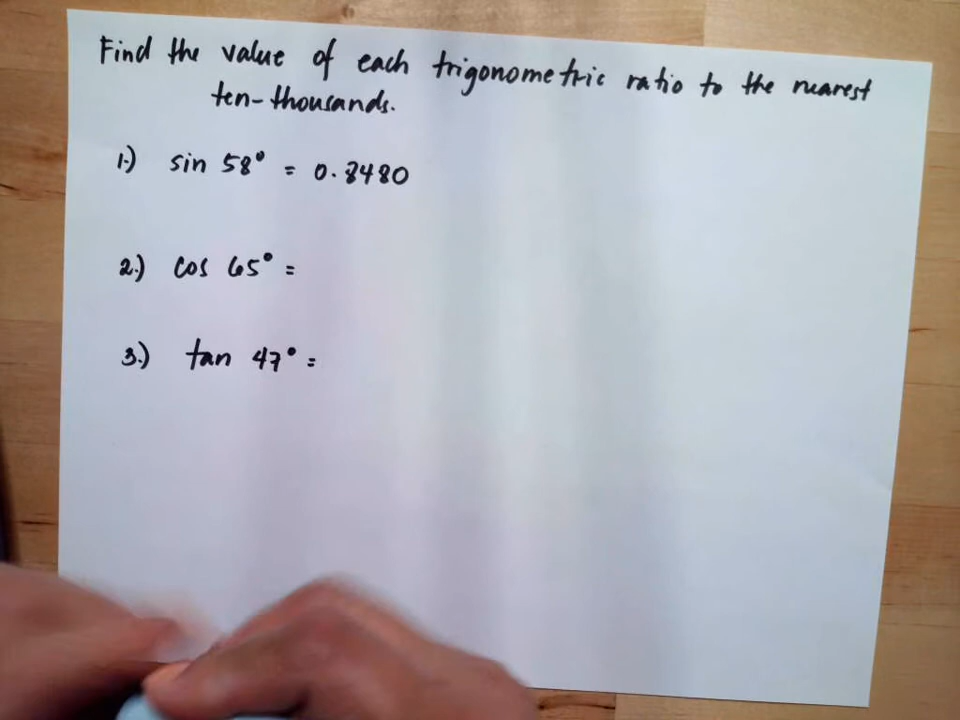 Find the value of each trigonometric ratio to the nearest
ten-thousands.
1.) sin 58° = 0.8480
2.) cos 65° =
3.) tan 47° =